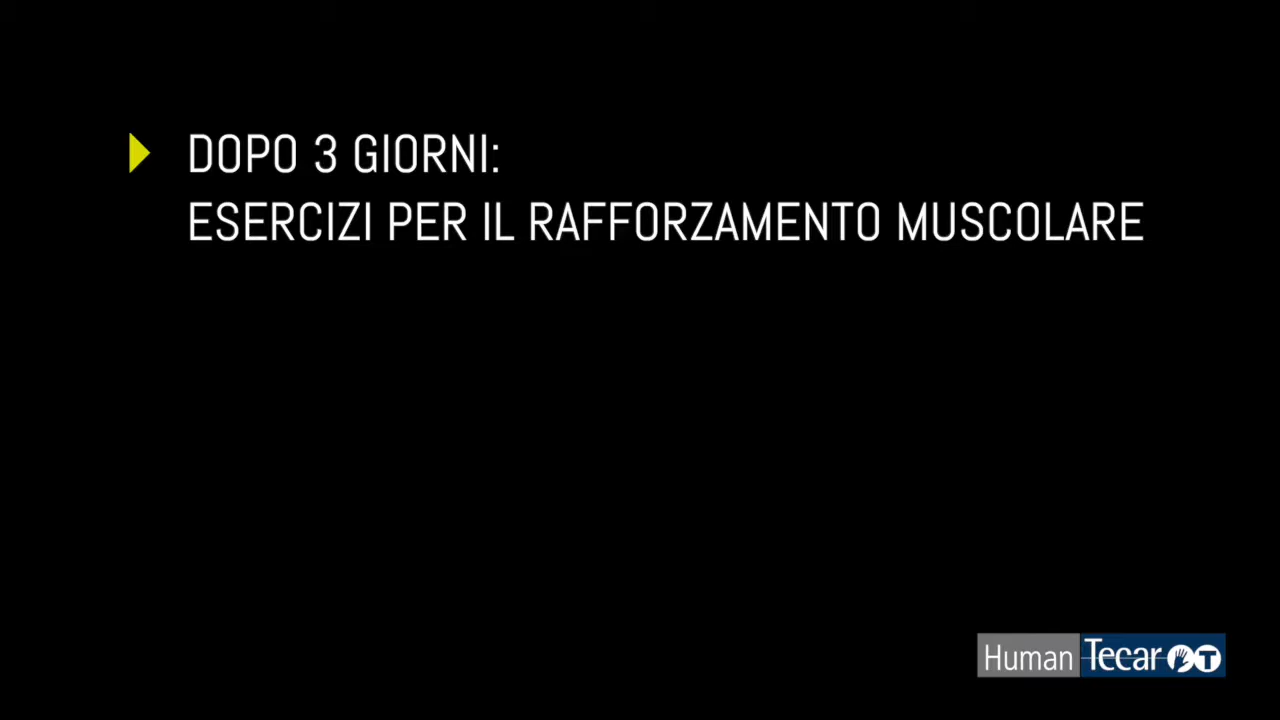 DOPO 3 GIORNI:
ESERCIZI PER IL RAFFORZAMENTO MUSCOLARE
Human Tecar T